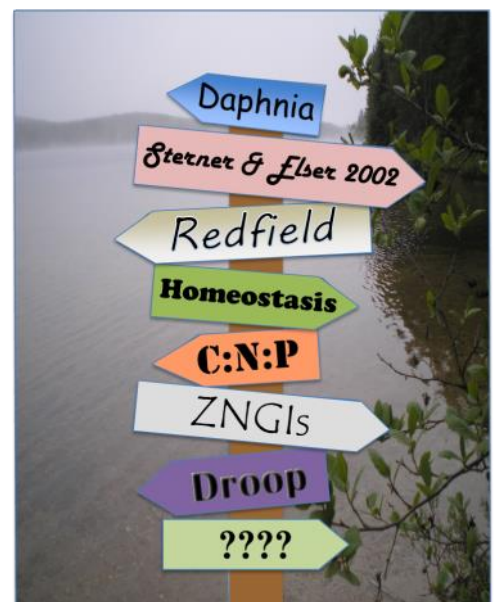 Daphnia
Sterner & Elser 2002
Redfield
Homeostasis
C:N:P
ZNGIs
Droop
????